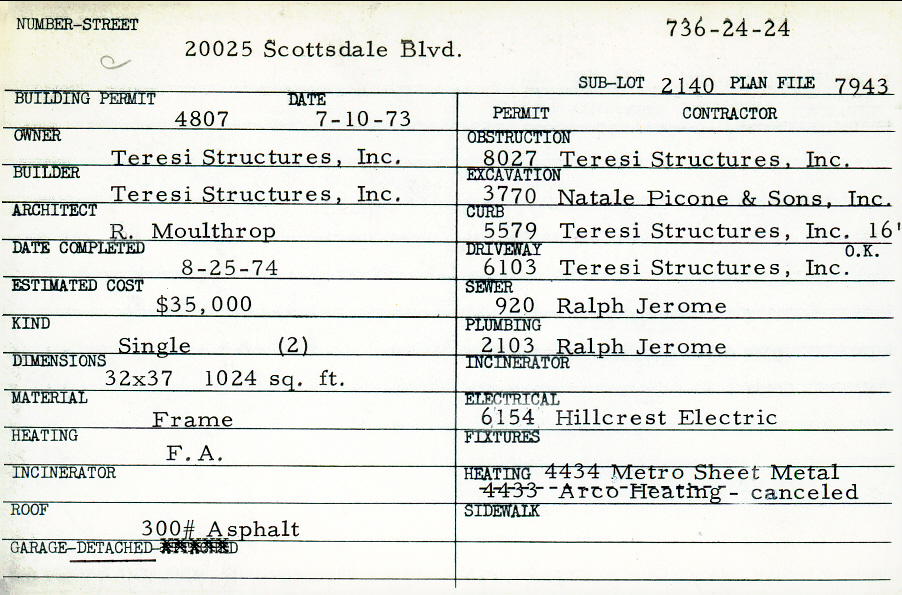 NUMBER-STREET
736-24-24
20025 Scottsdale Blvd.
SUB-LOT 2140 PLAN FILE 7943
BUILDING PERMIT DATE
4807 7-10-73
OWNER
Teresi Structures, Inc.
BUILDER
Teresi Structures, Inc.
ARCHITECT
R. Moulthrop
DATE COMPLETED
8-25-74
ESTIMATED COST
$35,000
KIND
Single (2)
DIMENSIONS
32x37 1024 sq. ft.
MATERIAL
Frame
HEATING
F.A.
INCINERATOR
ROOF
300# Asphalt
GARAGE-DETACHED
PERMIT CONTRACTOR
OBSTRUCTION
8027 Teresi Structures, Inc.
EXCAVATION
3770 Natale Picone & Sons, Inc.
CURB
5579 Teresi Structures, Inc. 16'
DRIVEWAY O.K.
6103 Teresi Structures, Inc.
SEWER
920 Ralph Jerome
PLUMBING
2103 Ralph Jerome
INCINERATOR
ELECTRICAL
6154 Hillcrest Electric
FIXTURES
HEATING 4434 Metro Sheet Metal
4433 Arco Heating - canceled
SIDEWALK